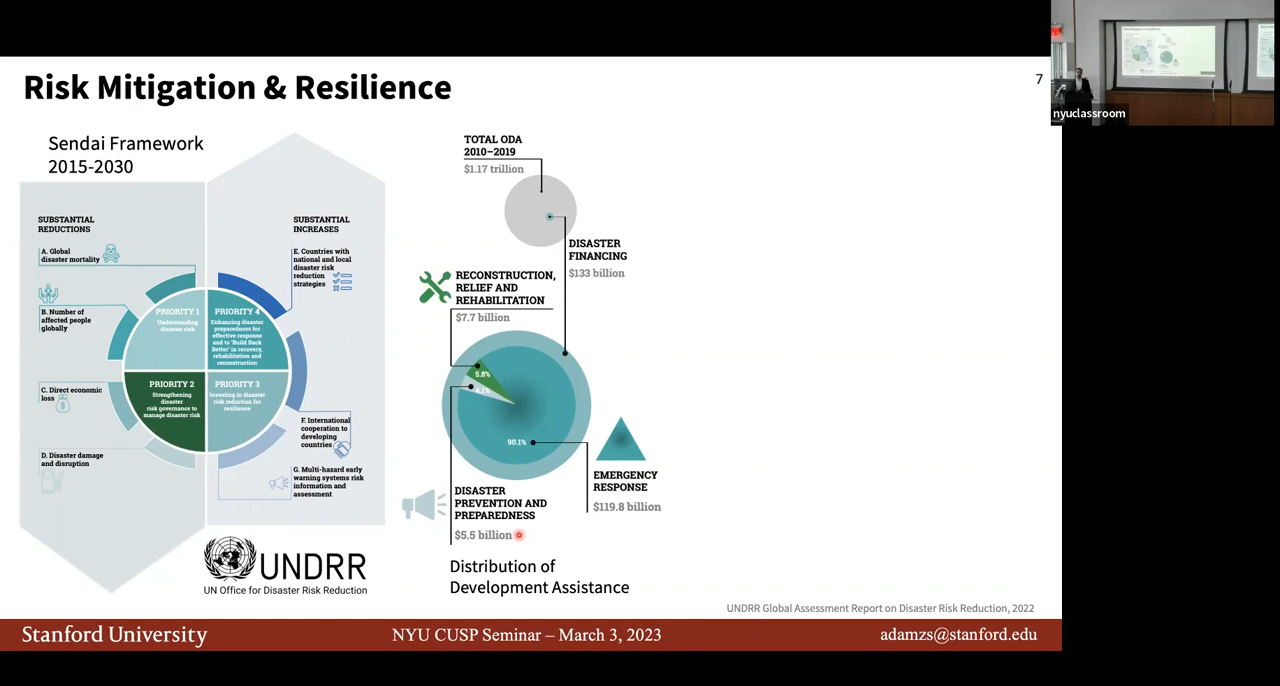 Risk Mitigation & Resilience
7
nyuclassroom
Sendai Framework
2015-2030
SUBSTANTIAL
REDUCTIONS
A. Global
disaster mortality
B. Number of
affected people
globally
C. Direct economic
loss
D. Disaster damage
and disruption
PRIORITY 1
Understanding
disaster risk
PRIORITY 4
Enhancing disaster
preparedness for
effective response
and to 'Build Back
Better' in recovery,
rehabilitation and
reconstruction
PRIORITY 2
Strengthening
disaster
risk governance to
manage disaster risk
PRIORITY 3
Investing in disaster
risk reduction for
resilience
SUBSTANTIAL
INCREASES
E. Countries with
national and local
disaster risk
reduction
strategies
F. International
cooperation to
developing
countries
G. Multi-hazard early
warning systems risk
information and
assessment
UNDRR
UN Office for Disaster Risk Reduction
TOTAL ODA
2010–2019
$1.17 trillion
DISASTER
FINANCING
$133 billion
RECONSTRUCTION,
RELIEF AND
REHABILITATION
$7.7 billion
5.8%
4.1%
90.1%
EMERGENCY
RESPONSE
$119.8 billion
DISASTER
PREVENTION AND
PREPAREDNESS
$5.5 billion
Distribution of
Development Assistance
UNDRR Global Assessment Report on Disaster Risk Reduction, 2022
Stanford University
NYU CUSP Seminar – March 3, 2023
adamzs@stanford.edu